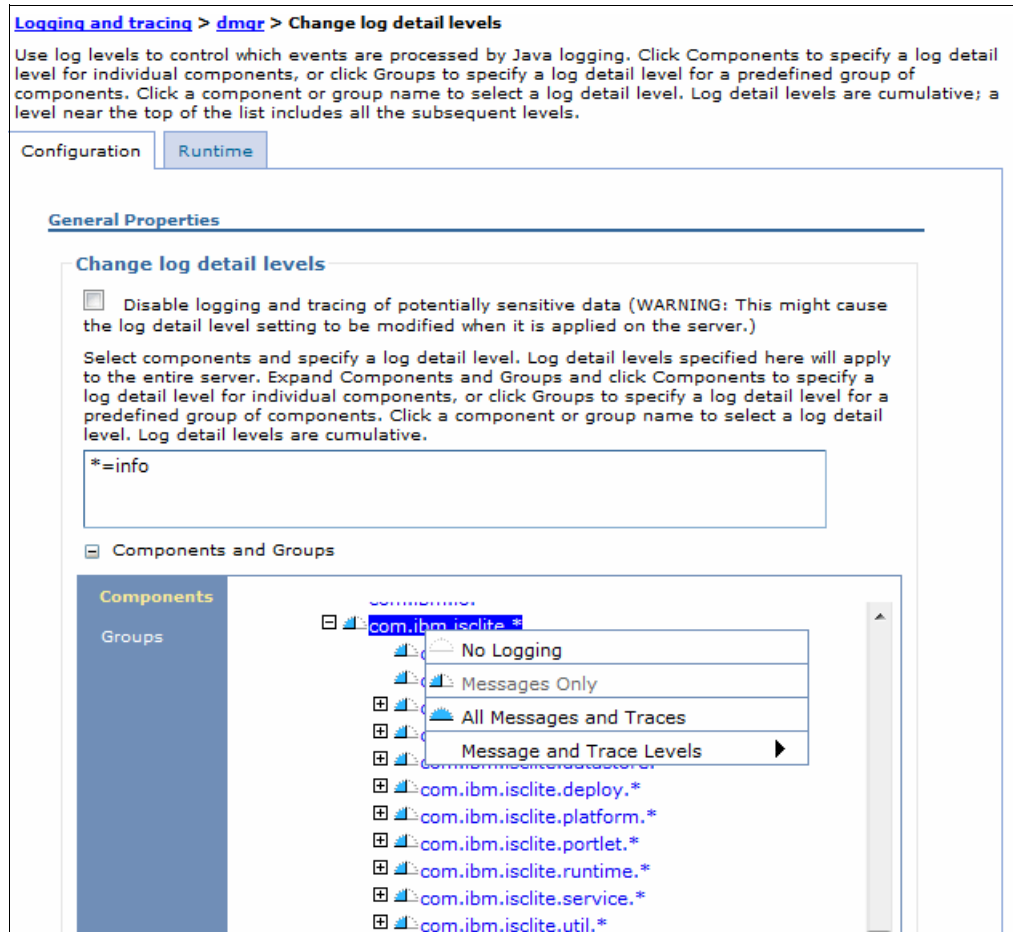 Logging and tracing > dmgr > Change log detail levels
Use log levels to control which events are processed by Java logging. Click Components to specify a log detail
level for individual components, or click Groups to specify a log detail level for a predefined group of
components. Click a component or group name to select a log detail level. Log detail levels are cumulative; a
level near the top of the list includes all the subsequent levels.
Configuration Runtime
General Properties
Change log detail levels
Disable logging and tracing of potentially sensitive data (WARNING: This might cause
the log detail level setting to be modified when it is applied on the server.)
Select components and specify a log detail level. Log detail levels specified here will apply
to the entire server. Expand Components and Groups and click Components to specify a
log detail level for individual components, or click Groups to specify a log detail level for a
predefined group of components. Click a component or group name to select a log detail
level. Log detail levels are cumulative.
*=info
Components and Groups
Components
Groups
com.ibm.isclite.*
No Logging
Messages Only
All Messages and Traces
Message and Trace Levels
com.ibm.isclite.deploy.*
com.ibm.isclite.platform.*
com.ibm.isclite.portlet.*
com.ibm.isclite.runtime.*
com.ibm.isclite.service.*
com.ibm.isclite.util.*